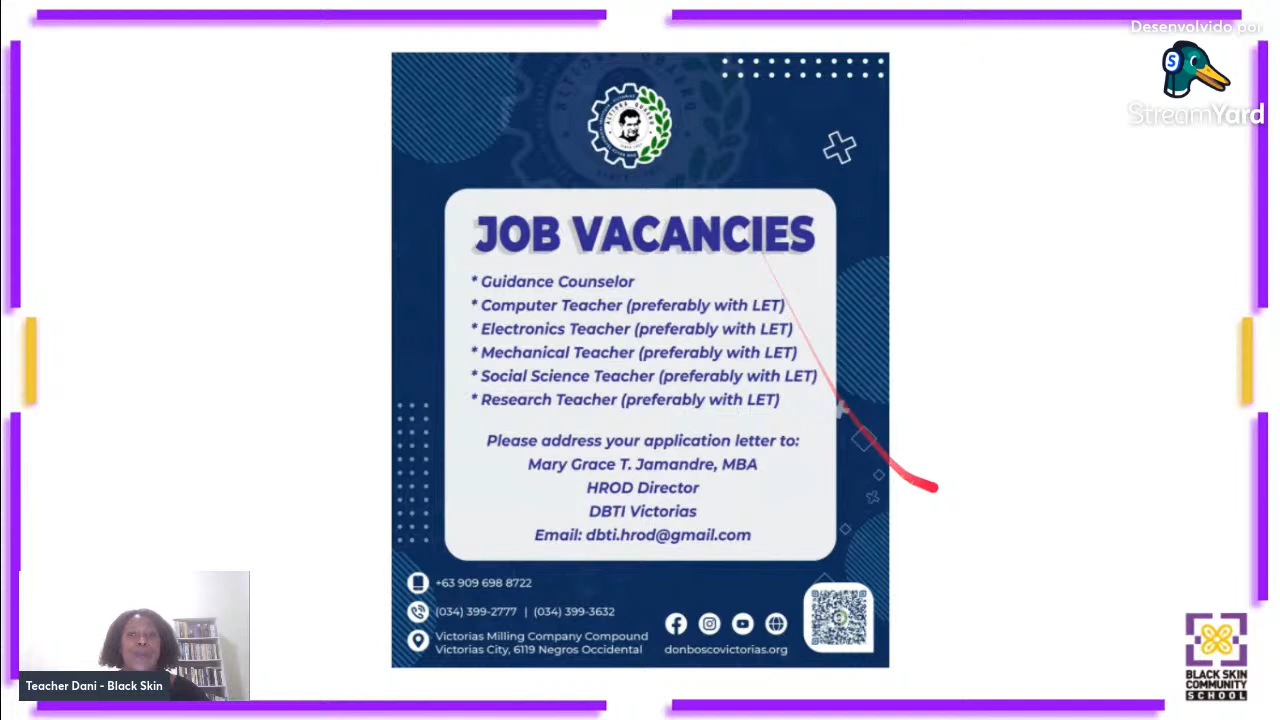 Desenvolvido por
StreamYard
JOB VACANCIES
* Guidance Counselor
* Computer Teacher (preferably with LET)
* Electronics Teacher (preferably with LET)
* Mechanical Teacher (preferably with LET)
* Social Science Teacher (preferably with LET)
* Research Teacher (preferably with LET)
Please address your application letter to:
Mary Grace T. Jamandre, MBA
HROD Director
DBTI Victorias
Email: dbti.hrod@gmail.com
+63 909 698 8722
(034) 399-2777 | (034) 399-3632
Victorias Milling Company Compound
Victorias City, 6119 Negros Occidental
donboscovictorias.org
Teacher Dani - Black Skin
BLACK SKIN
COMMUNITY
SCHOOL